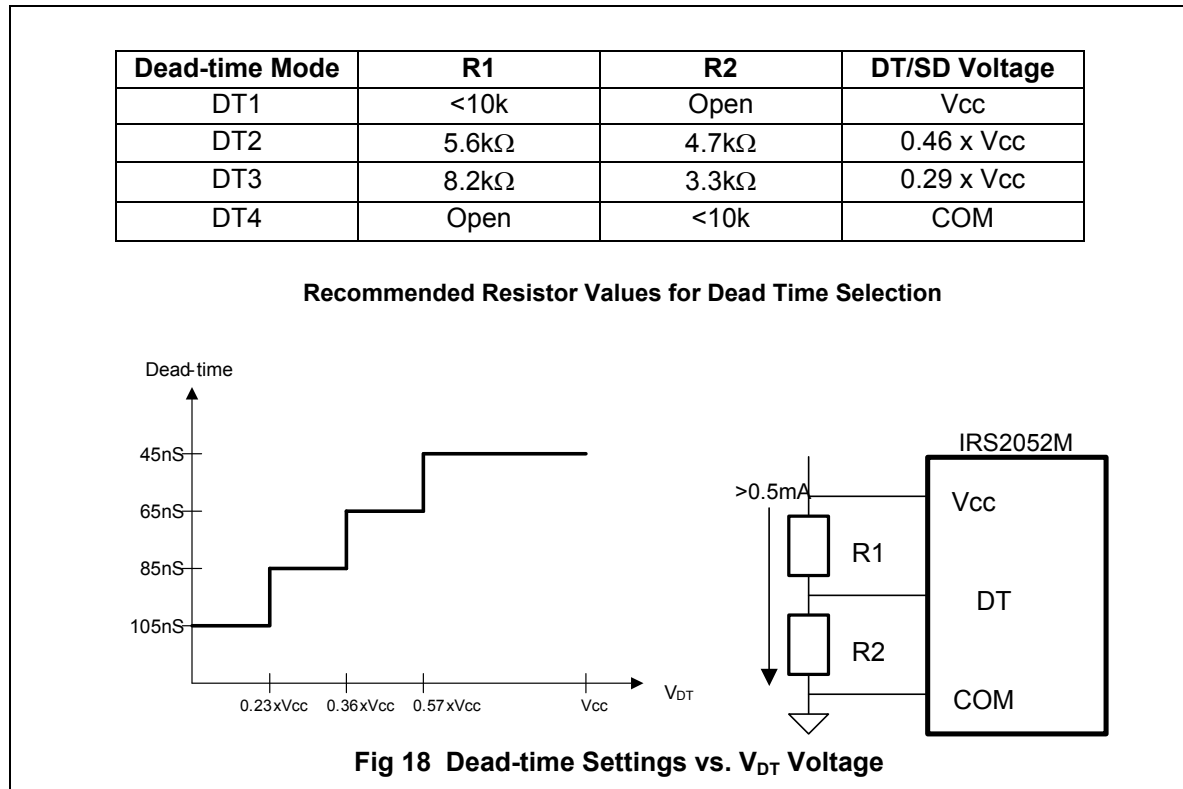 Dead-time Mode R1 R2 DT/SD Voltage
DT1 <10k Open Vcc
DT2 5.6kΩ 4.7kΩ 0.46 x Vcc
DT3 8.2kΩ 3.3kΩ 0.29 x Vcc
DT4 Open <10k COM
Recommended Resistor Values for Dead Time Selection
Dead-time
45nS
65nS
85nS
105nS
0.23xVcc 0.36xVcc 0.57xVcc Vcc
VDT
IRS2052M
>0.5mA
Vcc
R1
DT
R2
COM
Fig 18 Dead-time Settings vs. VDT Voltage